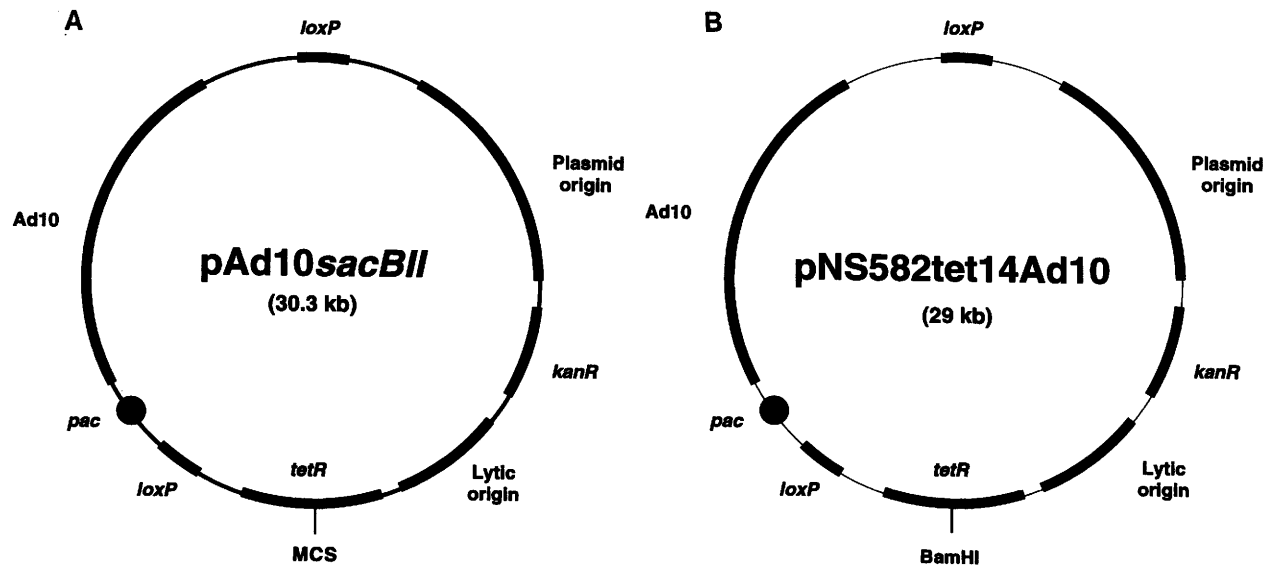 A
loxP
Ad10
Plasmid
origin
pAd10sacBII
(30.3 kb)
kanR
pac
loxP
tetR
Lytic
origin
MCS
B
loxP
Ad10
Plasmid
origin
pNS582tet14Ad10
(29 kb)
kanR
pac
loxP
tetR
Lytic
origin
BamHI